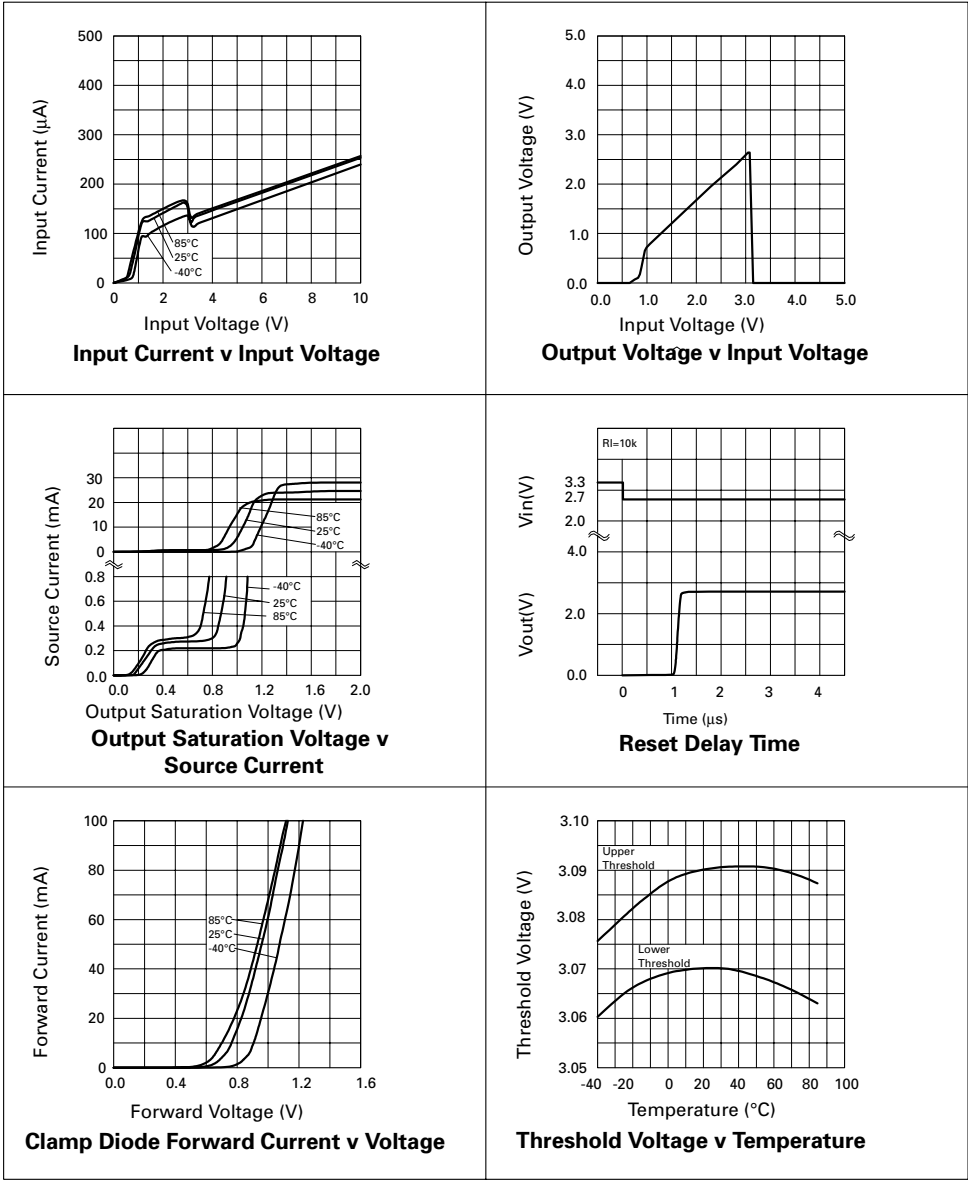 500
400
300
200
100
0
Input Current (μA)
85°C
25°C
-40°C
0 2 4 6 8 10
Input Voltage (V)
Input Current v Input Voltage
5.0
4.0
3.0
2.0
1.0
0.0
Output Voltage (V)
0.0 1.0 2.0 3.0 4.0 5.0
Input Voltage (V)
Output Voltage v Input Voltage
30
20
10
0
Source Current (mA)
85°C
25°C
-40°C
0.8
0.6
0.4
0.2
0.0
-40°C
25°C
85°C
0.0 0.4 0.8 1.2 1.6 2.0
Output Saturation Voltage (V)
Output Saturation Voltage v
Source Current
Rl=10k
Vin(V)
3.3
2.7
2.0
4.0
2.0
0.0
Vout(V)
0 1 2 3 4
Time (μs)
Reset Delay Time
100
80
60
40
20
0
Forward Current (mA)
85°C
25°C
-40°C
0.0 0.4 0.8 1.2 1.6
Forward Voltage (V)
Clamp Diode Forward Current v Voltage
3.10
3.09
3.08
3.07
3.06
3.05
Threshold Voltage (V)
Upper
Threshold
Lower
Threshold
-40 -20 0 20 40 60 80 100
Temperature (°C)
Threshold Voltage v Temperature